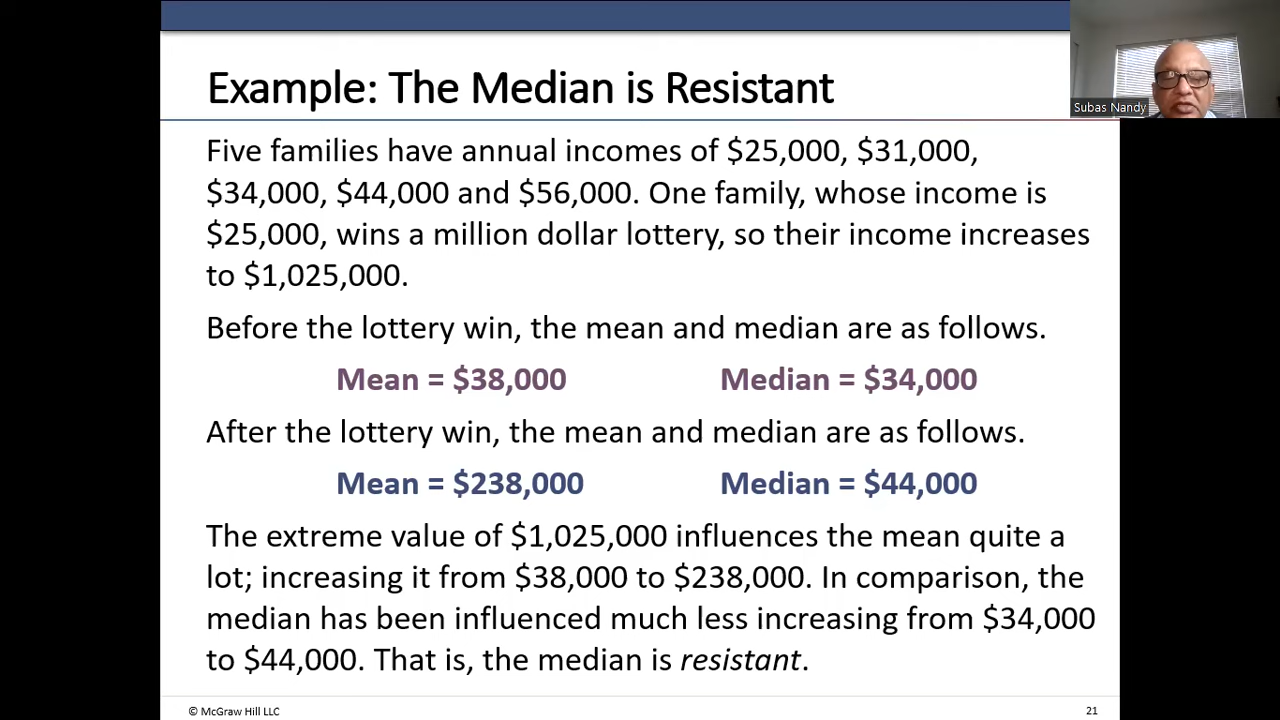 Example: The Median is Resistant
Subas Nandy
Five families have annual incomes of $25,000, $31,000,
$34,000, $44,000 and $56,000. One family, whose income is
$25,000, wins a million dollar lottery, so their income increases
to $1,025,000.
Before the lottery win, the mean and median are as follows.
Mean = $38,000 Median = $34,000
After the lottery win, the mean and median are as follows.
Mean = $238,000 Median = $44,000
The extreme value of $1,025,000 influences the mean quite a
lot; increasing it from $38,000 to $238,000. In comparison, the
median has been influenced much less increasing from $34,000
to $44,000. That is, the median is resistant.
© McGraw Hill LLC 21